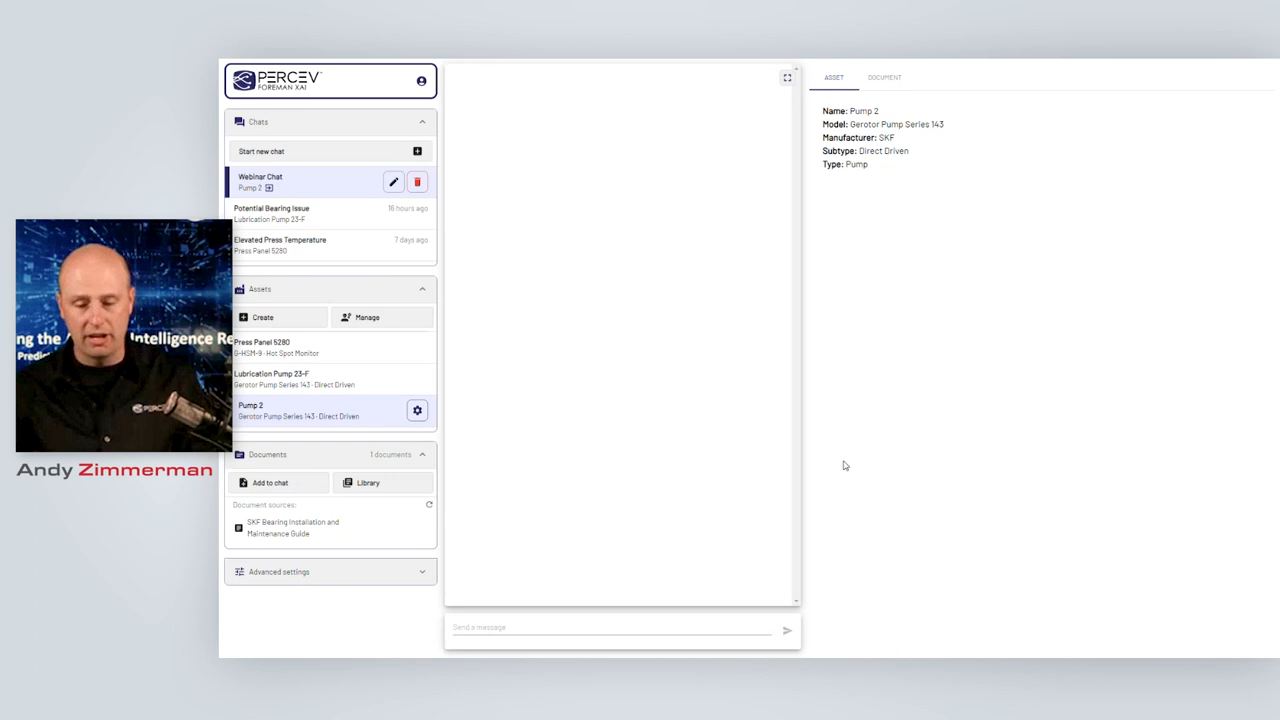 PERCEV™
FOREMAN XAI
Chats
Start new chat
Webinar Chat
Pump 2
Potential Bearing Issue
16 hours ago
Lubrication Pump 23-F
Elevated Press Temperature
7 days ago
Press Panel 5280
Assets
Create
Manage
Press Panel 5280
G-HSM-9 · Hot Spot Monitor
Lubrication Pump 23-F
Gerotor Pump Series 143 · Direct Driven
Pump 2
Gerotor Pump Series 143 · Direct Driven
Documents
1 documents
Add to chat
Library
Document sources:
SKF Bearing Installation and
Maintenance Guide
Advanced settings
Send a message
ASSET
DOCUMENT
Name: Pump 2
Model: Gerotor Pump Series 143
Manufacturer: SKF
Subtype: Direct Driven
Type: Pump
ing the
Intelligence Re
Predi
Andy Zimmerman